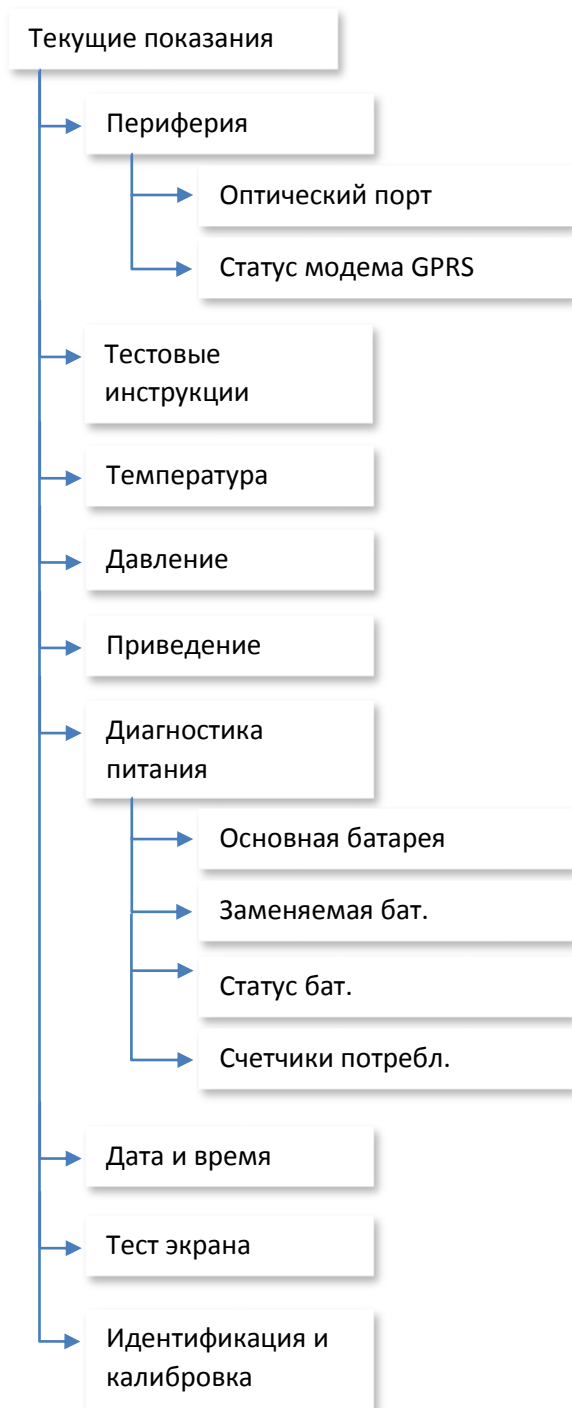 Текущие показания
Периферия
Оптический порт
Статус модема GPRS
Тестовые
инструкции
Температура
Давление
Приведение
Диагностика
питания
Основная батарея
Заменяемая бат.
Статус бат.
Счетчики потребл.
Дата и время
Тест экрана
Идентификация и
калибровка